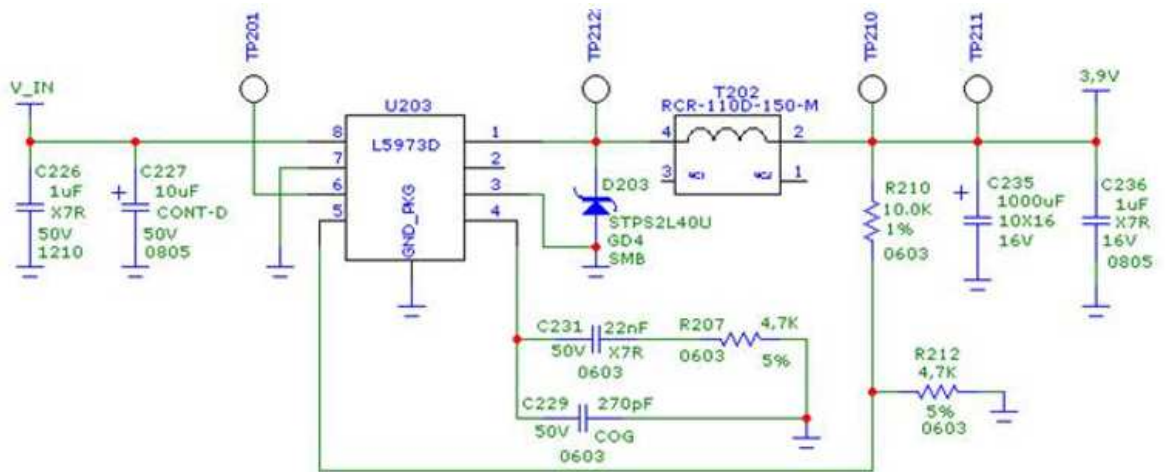 TP201
TP212
TP210
TP211
V_IN
U203
T202
RCR-110D-150-M
3,9V
8
7
6
5
L5973D
GND_PKG
1
2
3
4
4
2
3
1
C226
1uF
X7R
50V
1210
C227
+ 10uF
CONT-D
50V
0805
D203
STPS2L40U
GD4
SMB
R210
10.0K
1%
0603
C235
+ 1000uF
10X16
16V
C236
1uF
X7R
16V
0805
C231 22nF
50V X7R
0603
R207 4,7K
0603 5%
C229 270pF
50V COG
0603
R212
4,7K
5%
0603